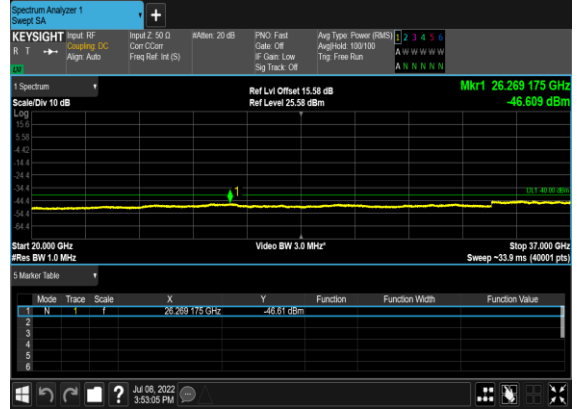 Spectrum Analyzer 1
Swept SA
+
KEYSIGHT Input: RF Input Z: 50 Ω #Atten: 20 dB PNO: Fast Avg Type: Power (RMS) 1 2 3 4 5 6
R T Coupling: DC Corr CCorr Gate: Off Avg|Hold: 100/100 A W W W W W
Align: Auto Freq Ref: Int (S) IF Gain: Low Trig: Free Run
Sig Track: Off A N N N N N
1 Spectrum Ref Lvl Offset 15.58 dB Mkr1 26.269 175 GHz
Scale/Div 10 dB Ref Level 25.58 dBm -46.609 dBm
Log
15.6
5.58
-4.42
-14.4
-24.4
-34.4 1 DL1 -40.00 dBm
-44.4
-54.4
-64.4
Start 20.000 GHz Video BW 3.0 MHz* Stop 37.000 GHz
#Res BW 1.0 MHz Sweep ~33.9 ms (40001 pts)
5 Marker Table
Mode Trace Scale X Y Function Function Width Function Value
1 N 1 f 26.269 175 GHz -46.61 dBm
2
3
4
5
6
? Jul 08, 2022
3:53:05 PM